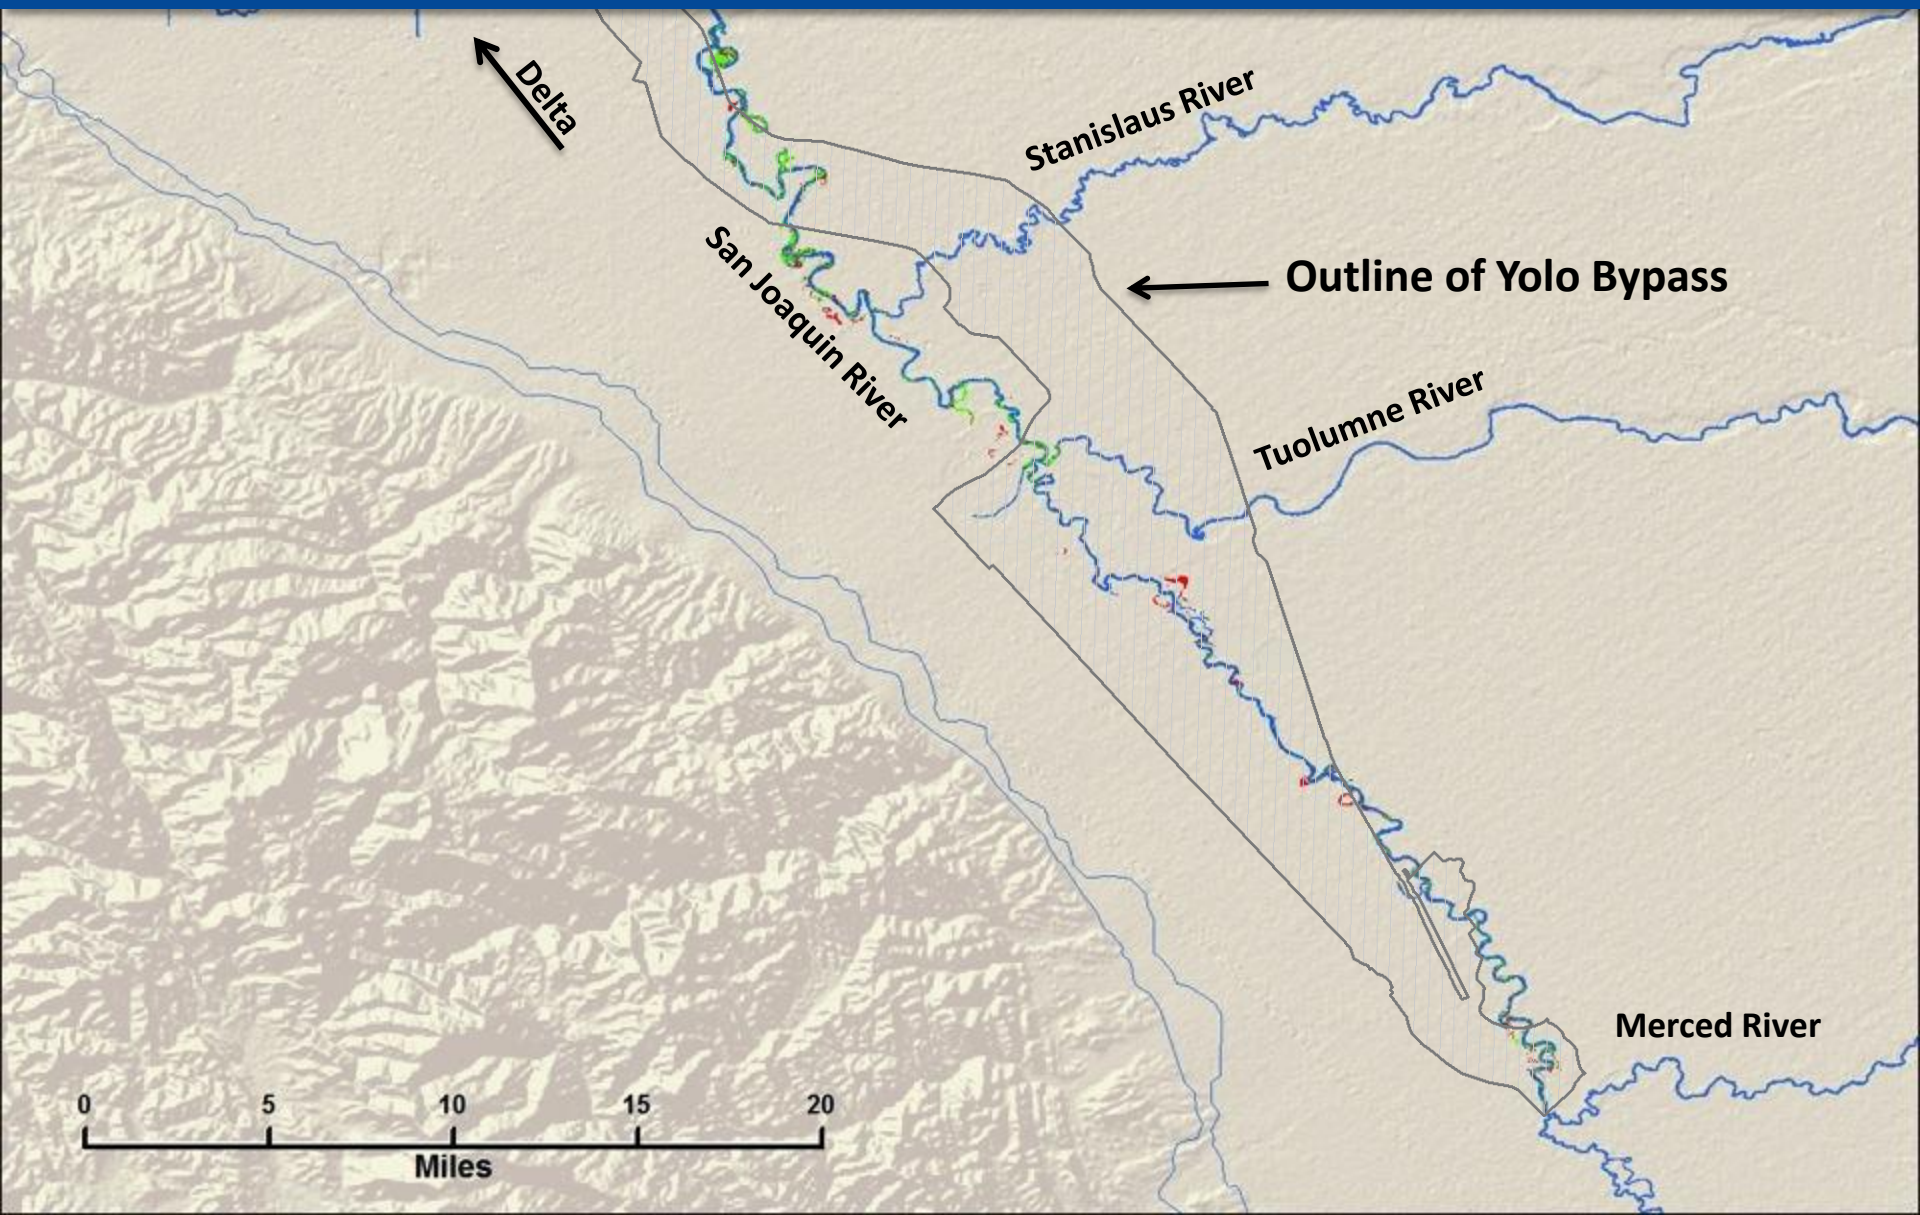 Delta
Stanislaus River
San Joaquin River
Outline of Yolo Bypass
Tuolumne River
Merced River
0 5 10 15 20
Miles